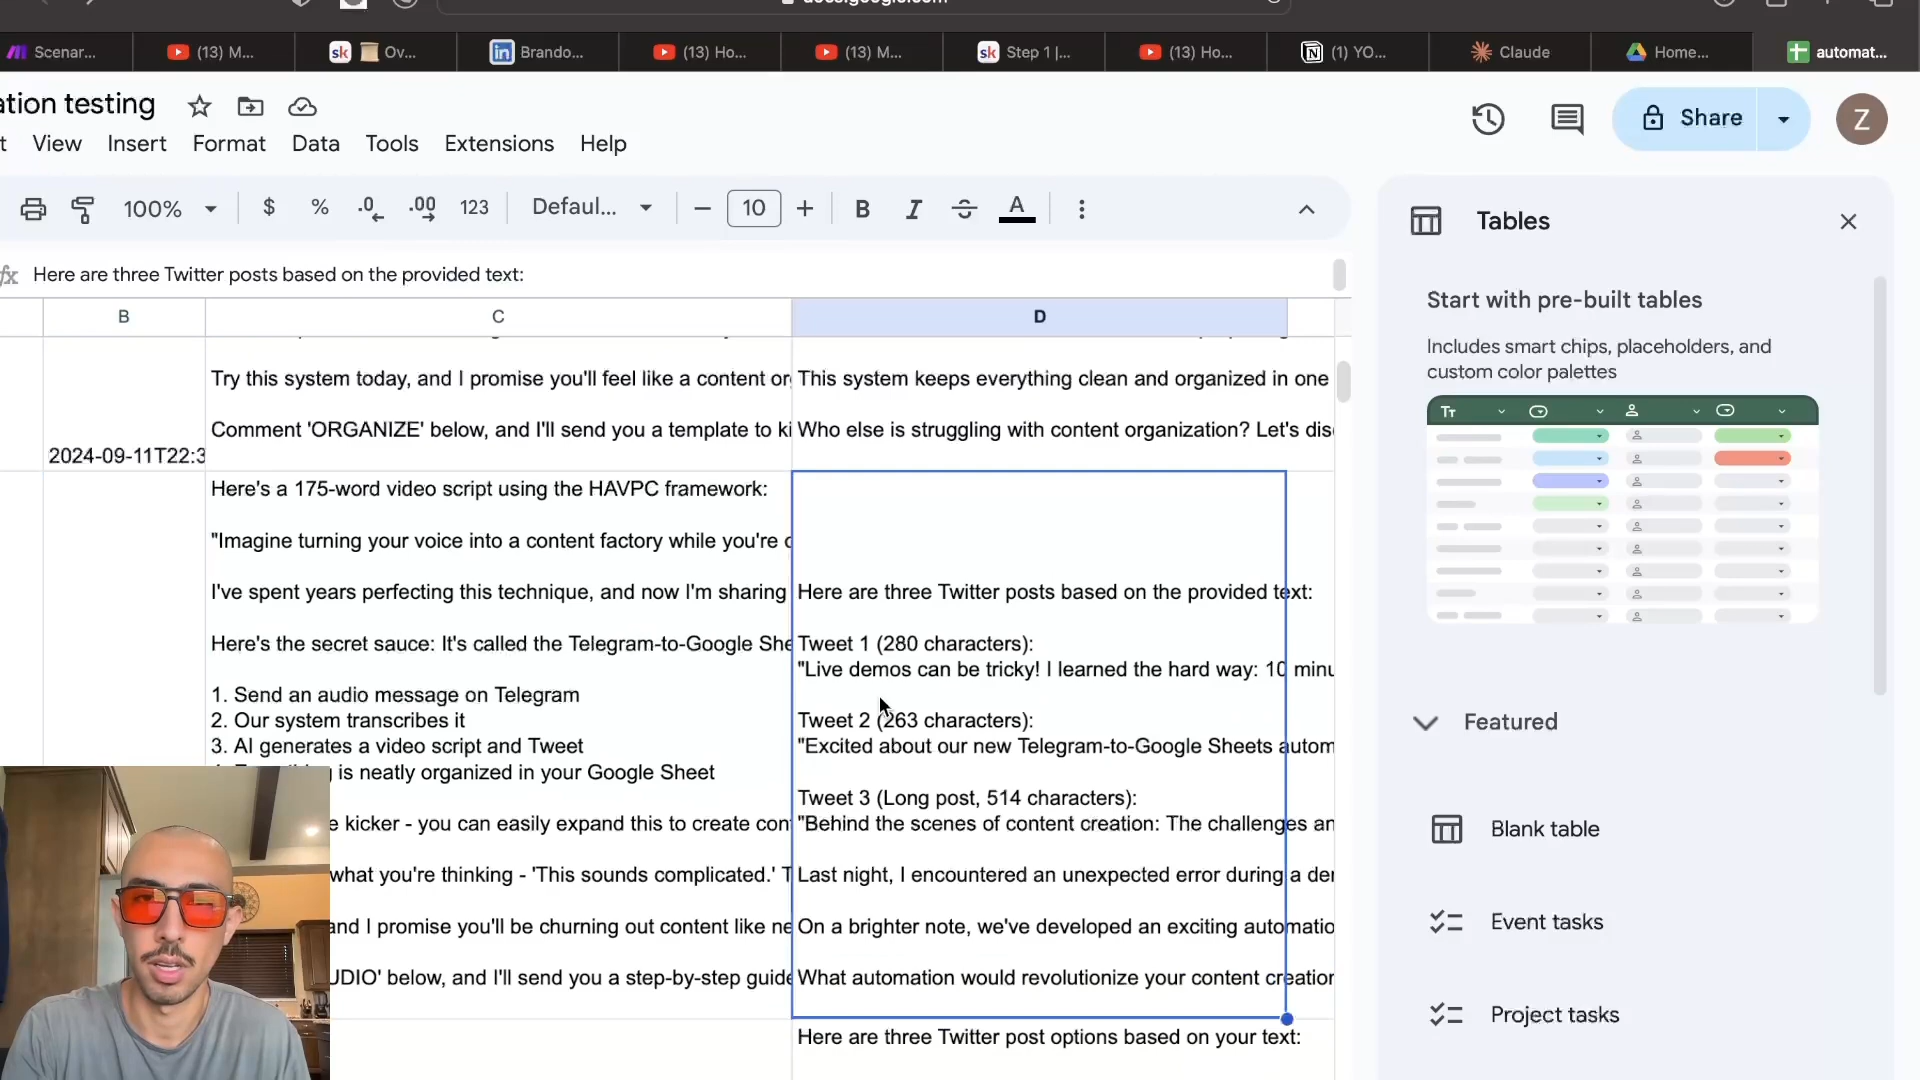 Scenar...
(13) M...
Ov...
Brando...
(13) Ho...
(13) M...
Step 1 |...
(13) Ho...
(1) YO...
Claude
Home...
automat...
ation testing
View Insert Format Data Tools Extensions Help
Share
Z
100% $ % .0 .00 123 Defaul... 10 B I S A
Tables
fx Here are three Twitter posts based on the provided text:
B C D
Start with pre-built tables
Includes smart chips, placeholders, and
custom color palettes
Try this system today, and I promise you'll feel like a content or
Comment 'ORGANIZE' below, and I'll send you a template to ki
2024-09-11T22:3
This system keeps everything clean and organized in one
Who else is struggling with content organization? Let's dis
Here's a 175-word video script using the HAVPC framework:
"Imagine turning your voice into a content factory while you're
I've spent years perfecting this technique, and now I'm sharing
Here's the secret sauce: It's called the Telegram-to-Google She
1. Send an audio message on Telegram
2. Our system transcribes it
3. AI generates a video script and Tweet
is neatly organized in your Google Sheet
e kicker - you can easily expand this to create con
what you're thinking - 'This sounds complicated.' T
and I promise you'll be churning out content like ne
UDIO' below, and I'll send you a step-by-step guide
Here are three Twitter posts based on the provided text:
Tweet 1 (280 characters):
"Live demos can be tricky! I learned the hard way: 10 minu
Tweet 2 (263 characters):
"Excited about our new Telegram-to-Google Sheets autom
Tweet 3 (Long post, 514 characters):
"Behind the scenes of content creation: The challenges an
Last night, I encountered an unexpected error during a de
On a brighter note, we've developed an exciting automatio
What automation would revolutionize your content creation
Here are three Twitter post options based on your text:
Tт
Featured
Blank table
Event tasks
Project tasks